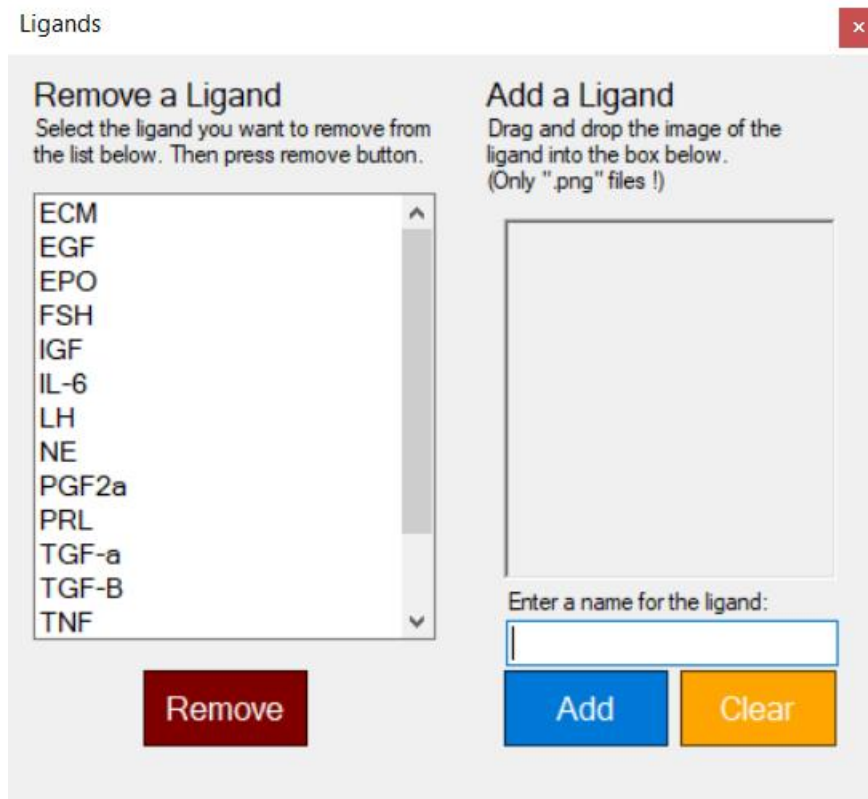 Ligands
×
Remove a Ligand
Select the ligand you want to remove from
the list below. Then press remove button.
ECM
EGF
EPO
FSH
IGF
IL-6
LH
NE
PGF2a
PRL
TGF-a
TGF-B
TNF
Remove
Add a Ligand
Drag and drop the image of the
ligand into the box below.
(Only ".png" files !)
Enter a name for the ligand:
Add
Clear